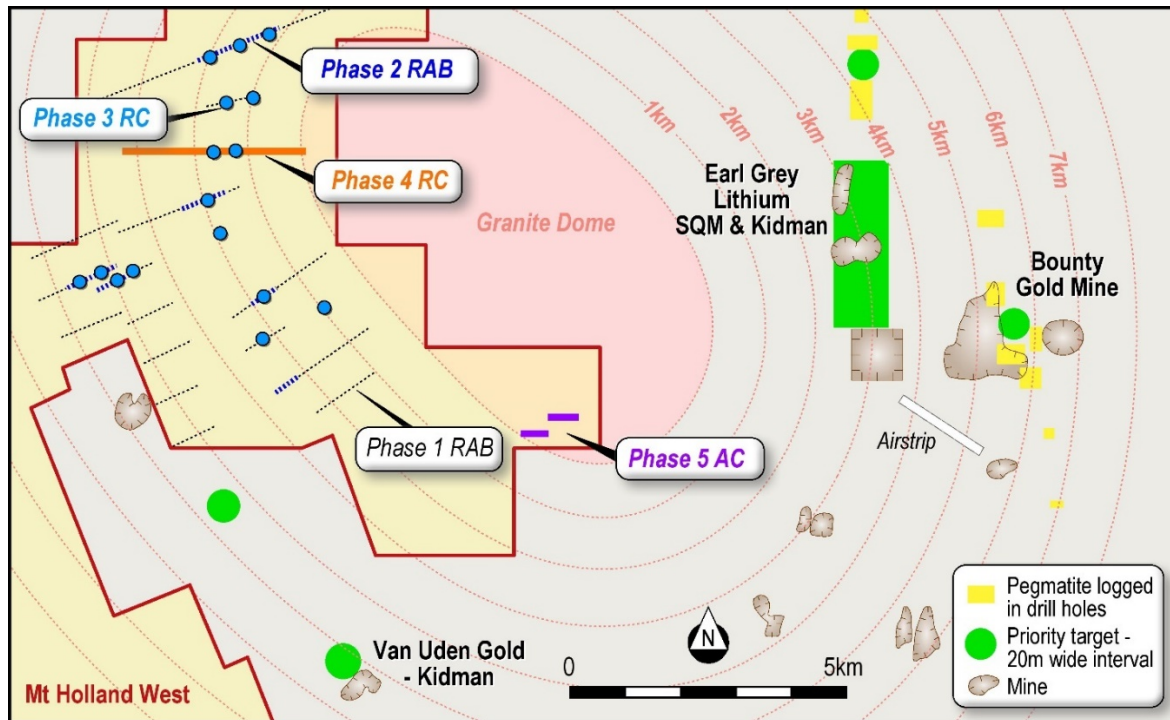 Phase 2 RAB
Phase 3 RC
Phase 4 RC
Granite Dome
1km
2km
3km
4km
5km
6km
7km
Earl Grey
Lithium
SQM & Kidman
Bounty
Gold Mine
Airstrip
Phase 1 RAB
Phase 5 AC
Van Uden Gold
- Kidman
Mt Holland West
N
0
5km
Pegmatite logged
in drill holes
Priority target -
20m wide interval
Mine